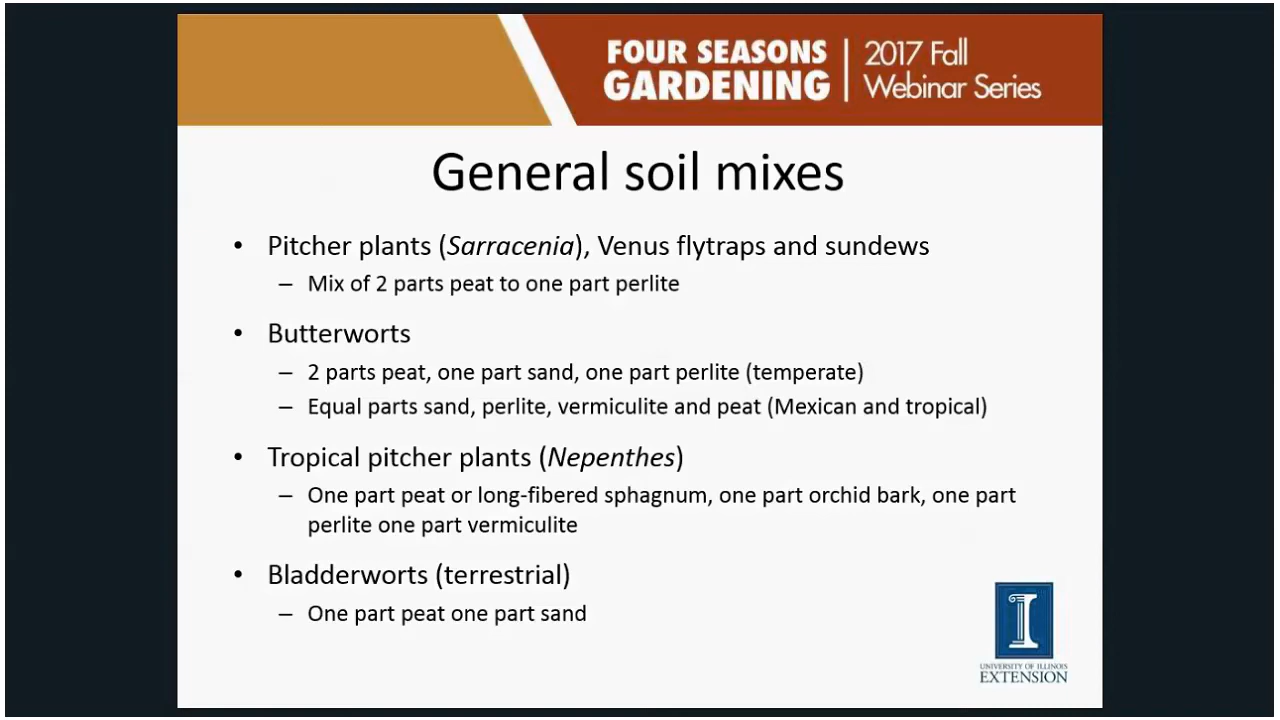 FOUR SEASONS
GARDENING
2017 Fall
Webinar Series
General soil mixes
• Pitcher plants (Sarracenia), Venus flytraps and sundews
– Mix of 2 parts peat to one part perlite
• Butterworts
– 2 parts peat, one part sand, one part perlite (temperate)
– Equal parts sand, perlite, vermiculite and peat (Mexican and tropical)
• Tropical pitcher plants (Nepenthes)
– One part peat or long-fibered sphagnum, one part orchid bark, one part
perlite one part vermiculite
• Bladderworts (terrestrial)
– One part peat one part sand
I
UNIVERSITY OF ILLINOIS
EXTENSION